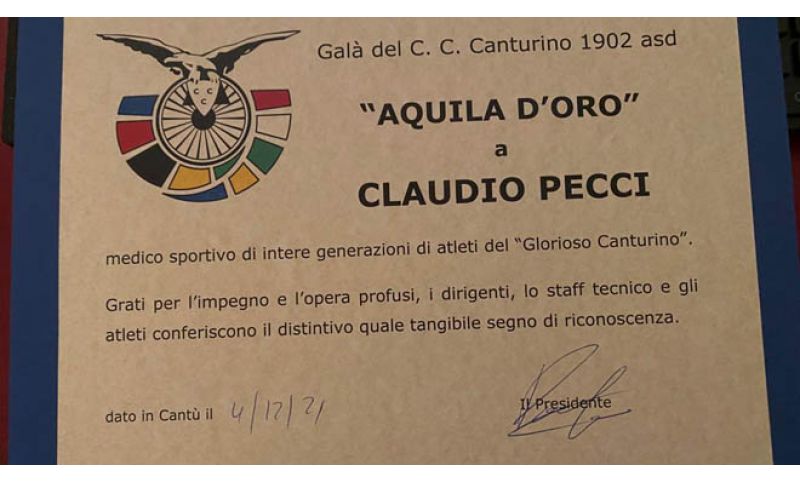 Galà del C. C. Canturino 1902 asd
C
C C
"AQUILA D'ORO"
a
CLAUDIO PECCI
medico sportivo di intere generazioni di atleti del "Glorioso Canturino".
Grati per l'impegno e l'opera profusi, i dirigenti, lo staff tecnico e gli
atleti conferiscono il distintivo quale tangibile segno di riconoscenza.
dato in Cantù il 4/12/21
Il Presidente